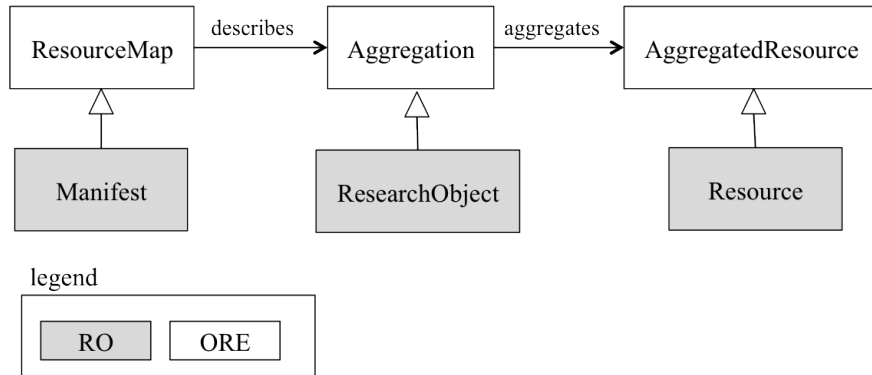 describes
aggregates
ResourceMap
Aggregation
AggregatedResource
Manifest
ResearchObject
Resource
legend
RO
ORE